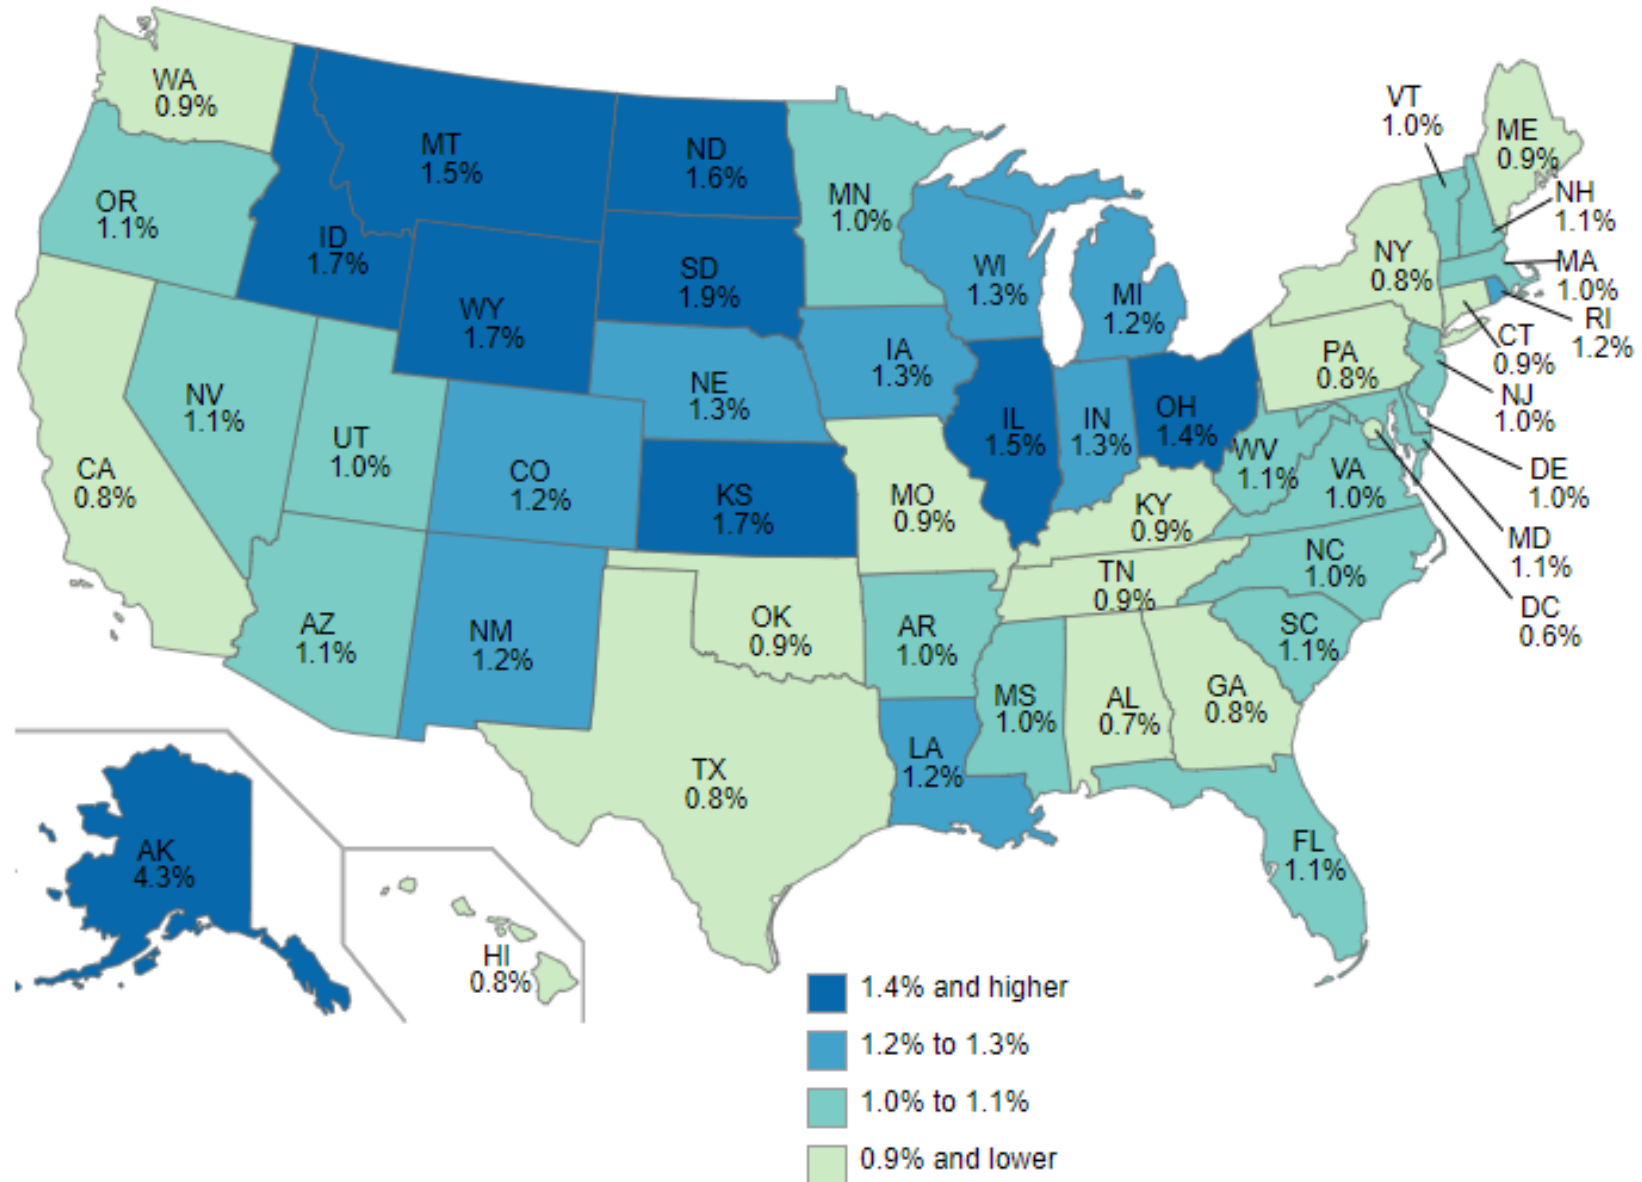 WA
0.9%
MT
1.5%
ND
1.6%
VT
1.0%
ME
0.9%
OR
1.1%
ID
1.7%
MN
1.0%
NH
1.1%
SD
1.9%
WI
1.3%
NY
0.8%
MA
1.0%
WY
1.7%
MI
1.2%
RI
1.2%
IA
1.3%
PA
0.8%
CT
0.9%
NE
1.3%
NV
1.1%
NJ
1.0%
UT
1.0%
IL
1.5%
IN
1.3%
OH
1.4%
CA
0.8%
CO
1.2%
KS
1.7%
MO
0.9%
WV
1.1%
VA
1.0%
DE
1.0%
KY
0.9%
MD
1.1%
NC
1.0%
TN
0.9%
DC
0.6%
AZ
1.1%
NM
1.2%
OK
0.9%
AR
1.0%
SC
1.1%
MS
1.0%
AL
0.7%
GA
0.8%
TX
0.8%
LA
1.2%
AK
4.3%
FL
1.1%
HI
0.8%
1.4% and higher
1.2% to 1.3%
1.0% to 1.1%
0.9% and lower